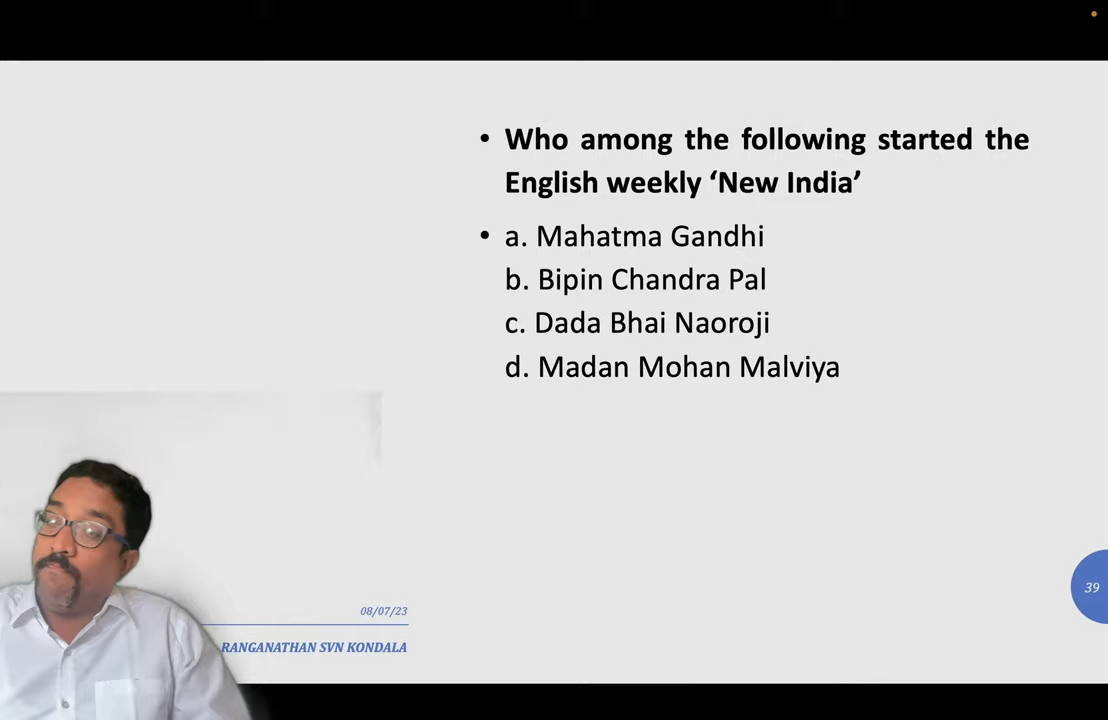 • Who among the following started the
English weekly ‘New India’
• a. Mahatma Gandhi
b. Bipin Chandra Pal
c. Dada Bhai Naoroji
d. Madan Mohan Malviya
39
08/07/23
RANGANATHAN SVN KONDALA